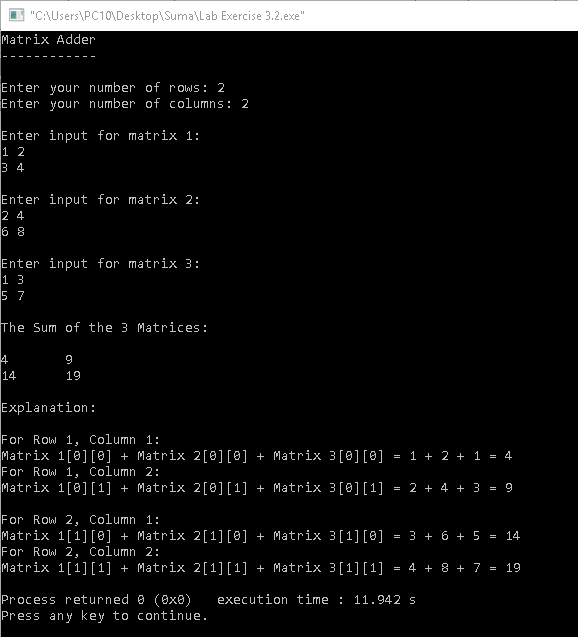 "C:\Users\PC10\Desktop\Suma\Lab Exercise 3.2.exe"
Matrix Adder
------------
Enter your number of rows: 2
Enter your number of columns: 2
Enter input for matrix 1:
1 2
3 4
Enter input for matrix 2:
2 4
6 8
Enter input for matrix 3:
1 3
5 7
The Sum of the 3 Matrices:
4       9
14      19
Explanation:
For Row 1, Column 1:
Matrix 1[0][0] + Matrix 2[0][0] + Matrix 3[0][0] = 1 + 2 + 1 = 4
For Row 1, Column 2:
Matrix 1[0][1] + Matrix 2[0][1] + Matrix 3[0][1] = 2 + 4 + 3 = 9
For Row 2, Column 1:
Matrix 1[1][0] + Matrix 2[1][0] + Matrix 3[1][0] = 3 + 6 + 5 = 14
For Row 2, Column 2:
Matrix 1[1][1] + Matrix 2[1][1] + Matrix 3[1][1] = 4 + 8 + 7 = 19
Process returned 0 (0x0)   execution time : 11.942 s
Press any key to continue.